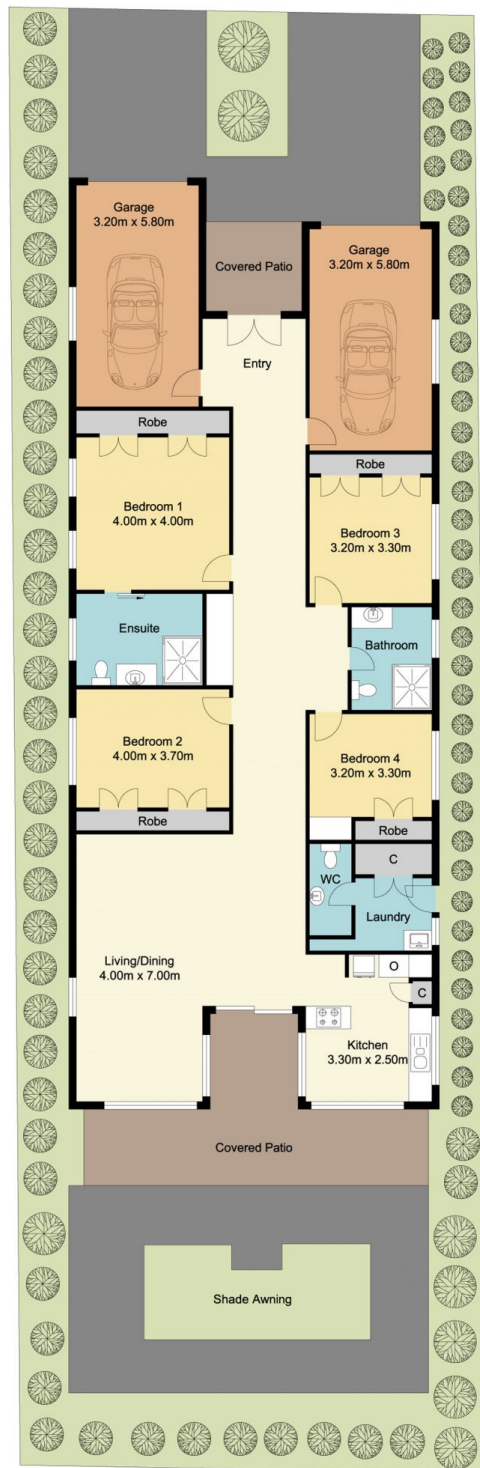 Garage
3.20m x 5.80m
Garage
3.20m x 5.80m
Covered Patio
Entry
Robe
Robe
Bedroom 1
4.00m x 4.00m
Bedroom 3
3.20m x 3.30m
Ensuite
Bathroom
Bedroom 2
4.00m x 3.70m
Bedroom 4
3.20m x 3.30m
Robe
Robe
WC
C
Laundry
Living/Dining
4.00m x 7.00m
O
C
Kitchen
3.30m x 2.50m
Covered Patio
Shade Awning